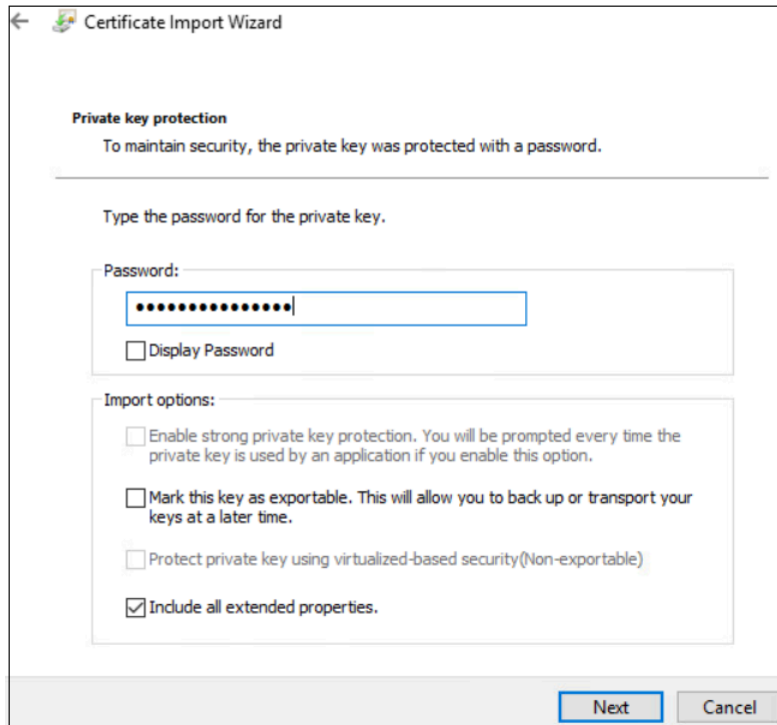 Certificate Import Wizard
Private key protection
To maintain security, the private key was protected with a password.
Type the password for the private key.
Password:
•••••••••••••••
Display Password
Import options:
Enable strong private key protection. You will be prompted every time the
private key is used by an application if you enable this option.
Mark this key as exportable. This will allow you to back up or transport your
keys at a later time.
Protect private key using virtualized-based security(Non-exportable)
Include all extended properties.
Next Cancel